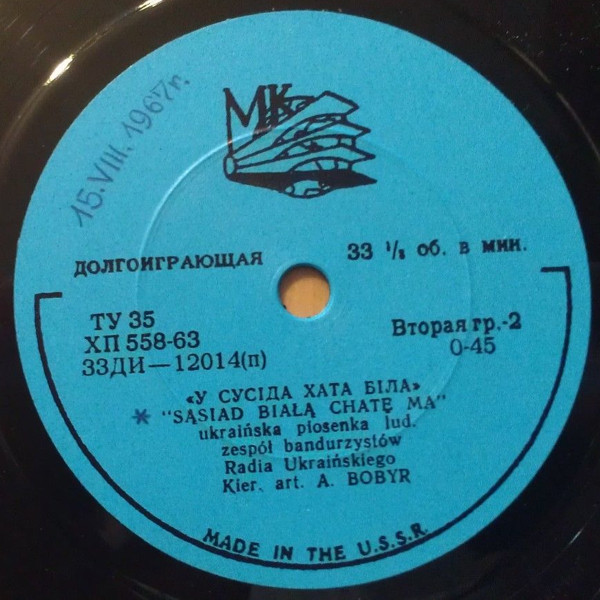 15.VIII.1967г.
МК
ДОЛГОИГРАЮЩАЯ 33 ⅓ об. в мин.
ТУ 35
ХП 558-63
33ДИ—12014(п)
Вторая гр.-2
0-45
«У СУСІДА ХАТА БІЛА»
* "SĄSIAD BIAŁĄ CHATĘ MA"
ukraińska piosenka lud.
zespół bandurzystów
Radia Ukraińskiego
Kier. art. A. BOBYR
MADE IN THE U.S.S.R.